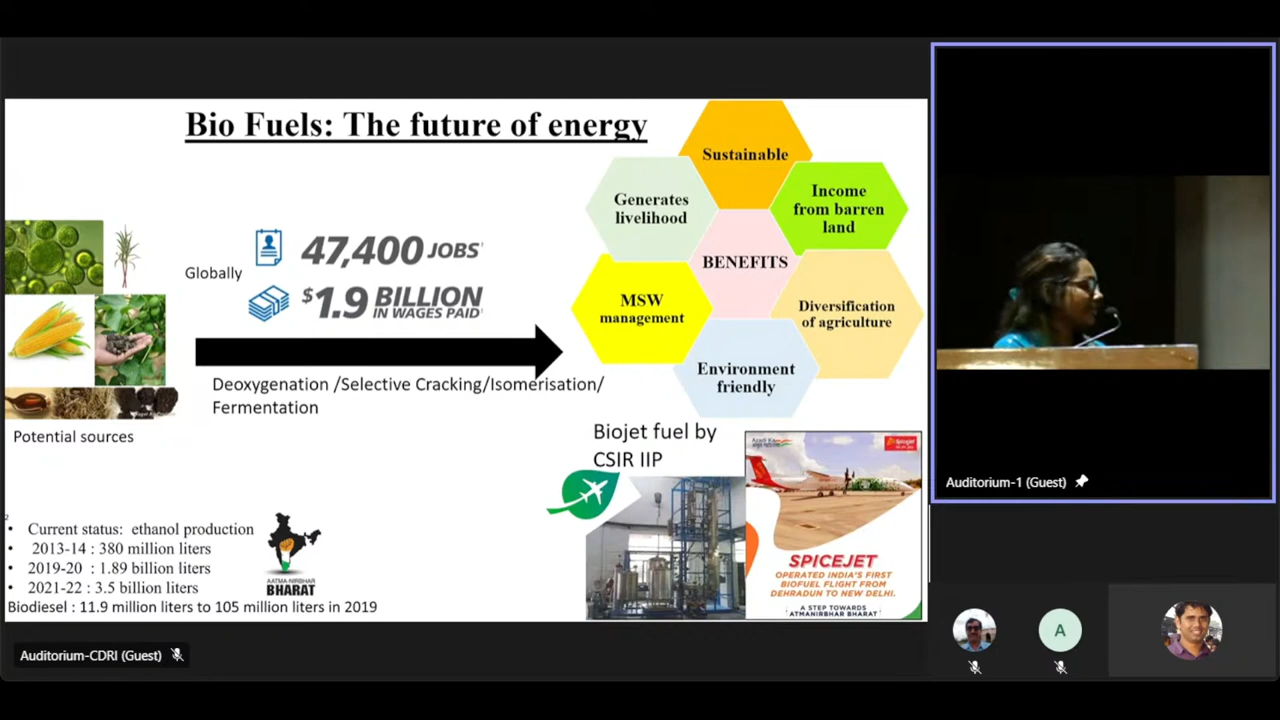 Bio Fuels: The future of energy
Sustainable
Generates
livelihood
Income
from barren
land
BENEFITS
MSW
management
Diversification
of agriculture
Environment
friendly
Globally
47,400 JOBS¹
$1.9 BILLION
IN WAGES PAID¹
Deoxygenation /Selective Cracking/Isomerisation/
Fermentation
Potential sources
Biojet fuel by
CSIR IIP
SPICEJET
OPERATED INDIA'S FIRST
BIOFUEL FLIGHT FROM
DEHRADUN TO NEW DELHI.
A STEP TOWARDS
'ATMANIRBHAR BHARAT'
• Current status: ethanol production
• 2013-14 : 380 million liters
• 2019-20 : 1.89 billion liters
• 2021-22 : 3.5 billion liters
Biodiesel : 11.9 million liters to 105 million liters in 2019
AATMA-NIRBHAR
BHARAT
Auditorium-1 (Guest)
A
Auditorium-CDRI (Guest)